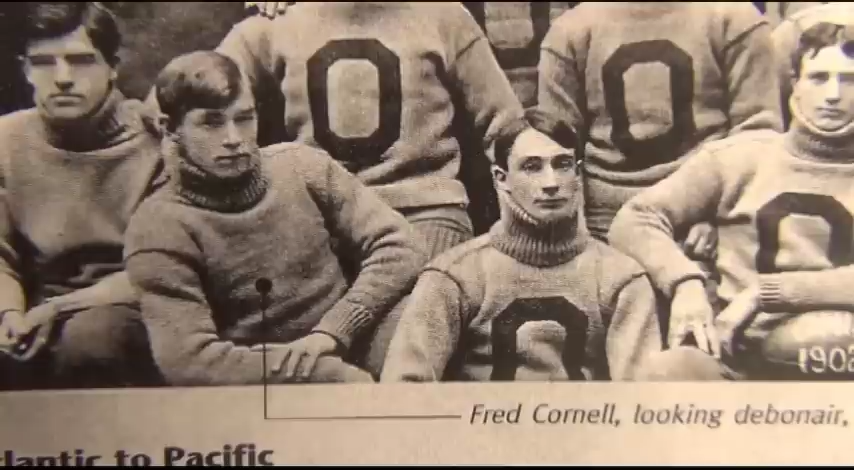 O O
O O
1902
Fred Cornell, looking debonair,
lantic to Pacific